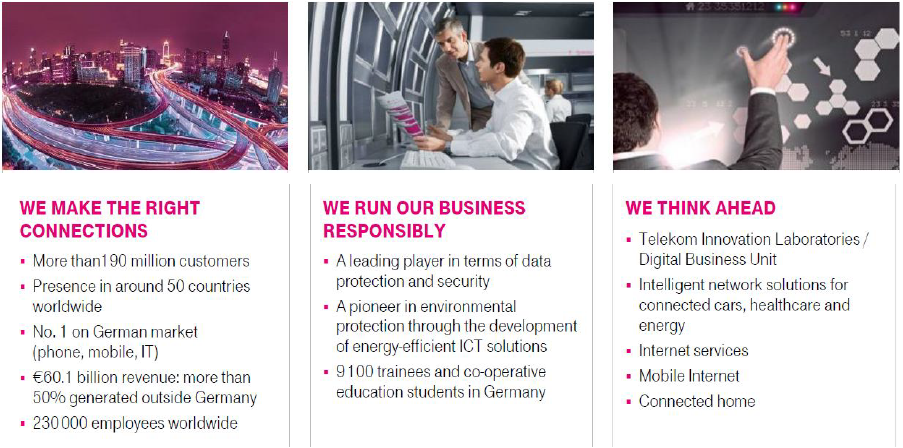 23 35351212
53 1 12
WE MAKE THE RIGHT
CONNECTIONS
▪ More than190 million customers
▪ Presence in around 50 countries
worldwide
▪ No. 1 on German market
(phone, mobile, IT)
▪ €60.1 billion revenue: more than
50% generated outside Germany
▪ 230 000 employees worldwide
WE RUN OUR BUSINESS
RESPONSIBLY
▪ A leading player in terms of data
protection and security
▪ A pioneer in environmental
protection through the development
of energy-efficient ICT solutions
▪ 9 100 trainees and co-operative
education students in Germany
WE THINK AHEAD
▪ Telekom Innovation Laboratories /
Digital Business Unit
▪ Intelligent network solutions for
connected cars, healthcare and
energy
▪ Internet services
▪ Mobile Internet
▪ Connected home